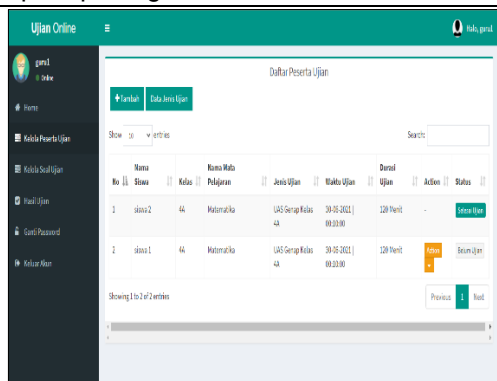 Ujian Online
Halo, guru1
guru1
Online
Home
Kelola Peserta Ujian
Kelola Soal Ujian
Hasil Ujian
Ganti Password
Keluar Akun
Daftar Peserta Ujian
Tambah Data Jenis Ujian
Show 10 entries
Search:
No Nama Siswa Kelas Nama Mata Pelajaran Jenis Ujian Waktu Ujian Durasi Ujian Action Status
1 siswa 2 4A Matematika UAS Genap Kelas 4A 30-06-2021 | 00:10:00 120 Menit - Selesai Ujian
2 siswa 1 4A Matematika UAS Genap Kelas 4A 30-06-2021 | 00:10:00 120 Menit Action Belum Ujian
Showing 1 to 2 of 2 entries
Previous 1 Next